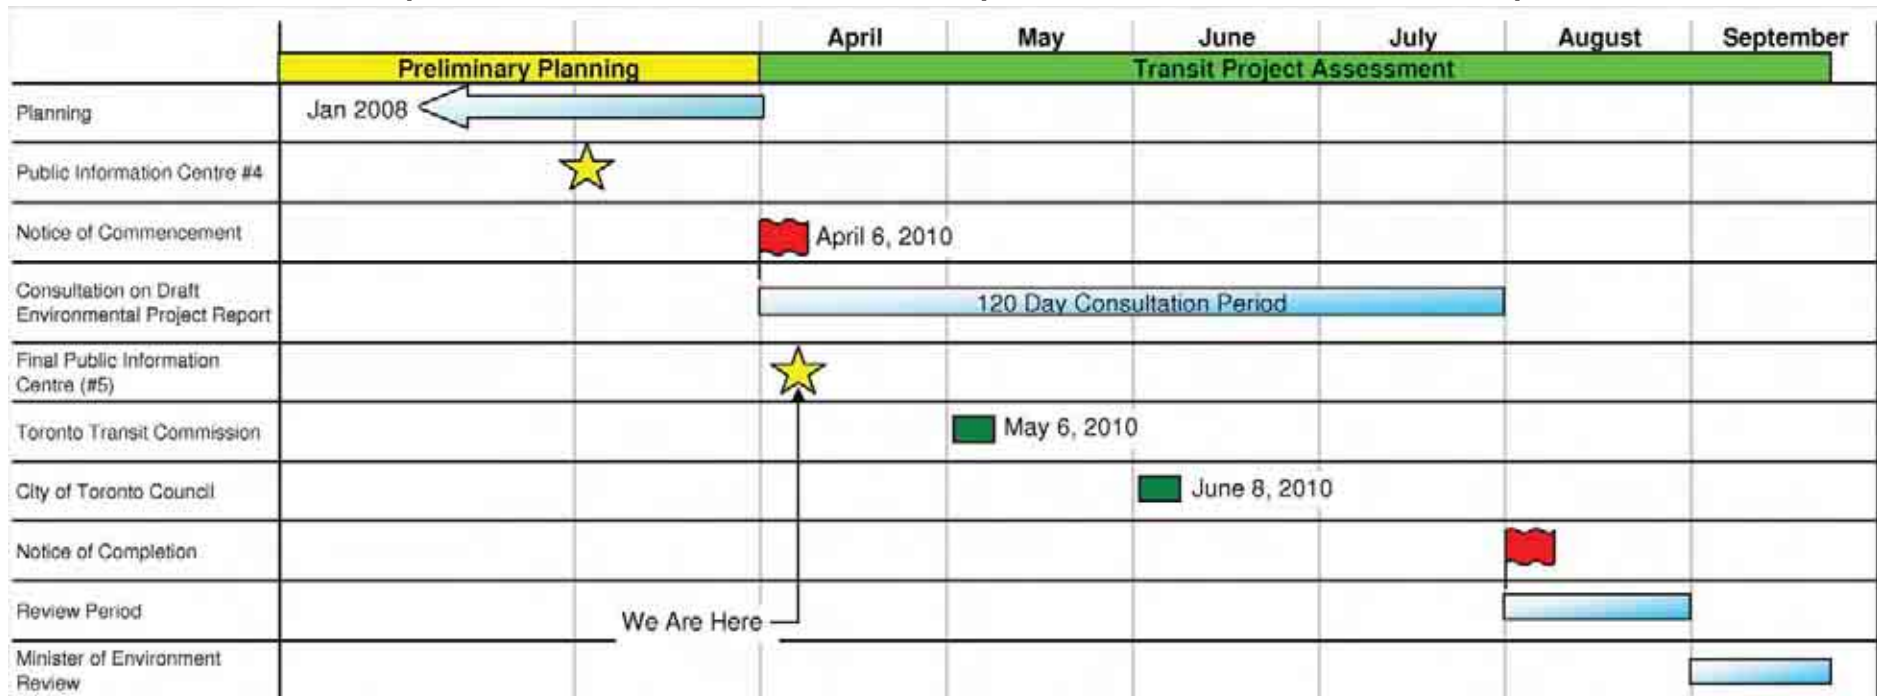 April May June July August September
Preliminary Planning Transit Project Assessment
Planning Jan 2008
Public Information Centre #4
Notice of Commencement April 6, 2010
Consultation on Draft
Environmental Project Report 120 Day Consultation Period
Final Public Information
Centre (#5)
Toronto Transit Commission May 6, 2010
City of Toronto Council June 8, 2010
Notice of Completion
Review Period We Are Here
Minister of Environment
Review